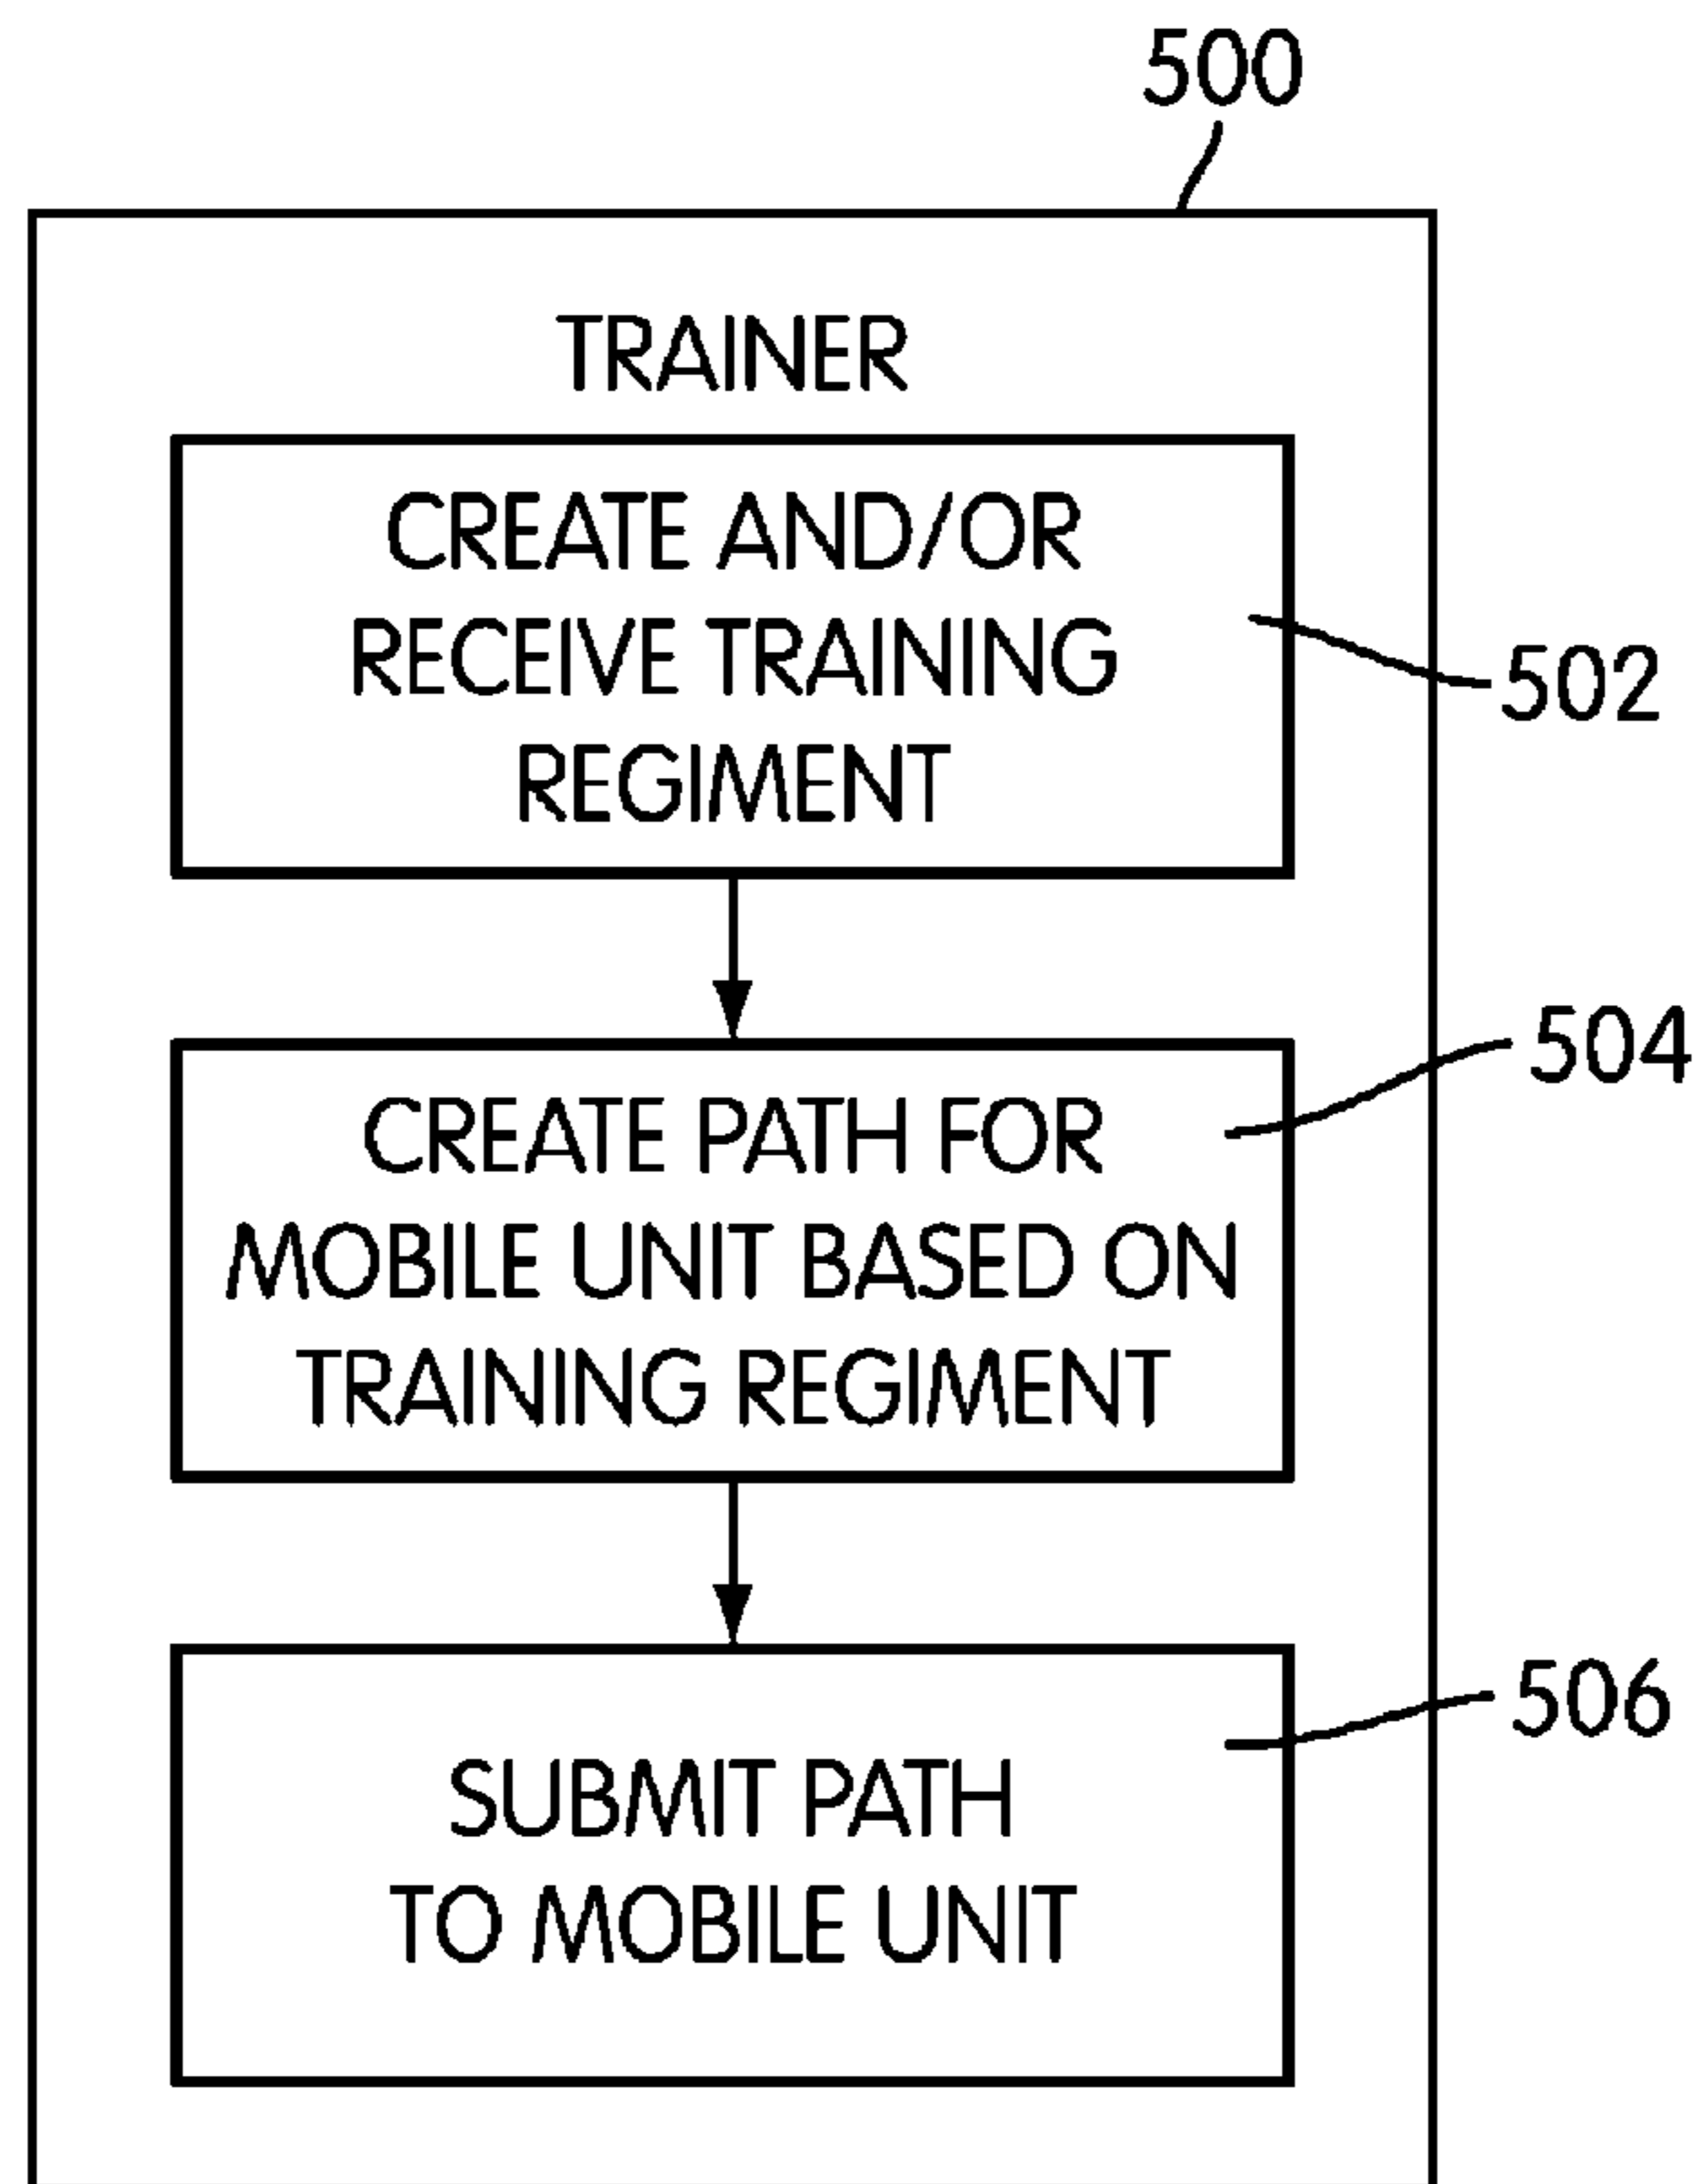 500
TRAINER
CREATE AND/OR
RECEIVE TRAINING
REGIMENT
502
504
CREATE PATH FOR
MOBILE UNIT BASED ON
TRAINING REGIMENT
506
SUBMIT PATH
TO MOBILE UNIT